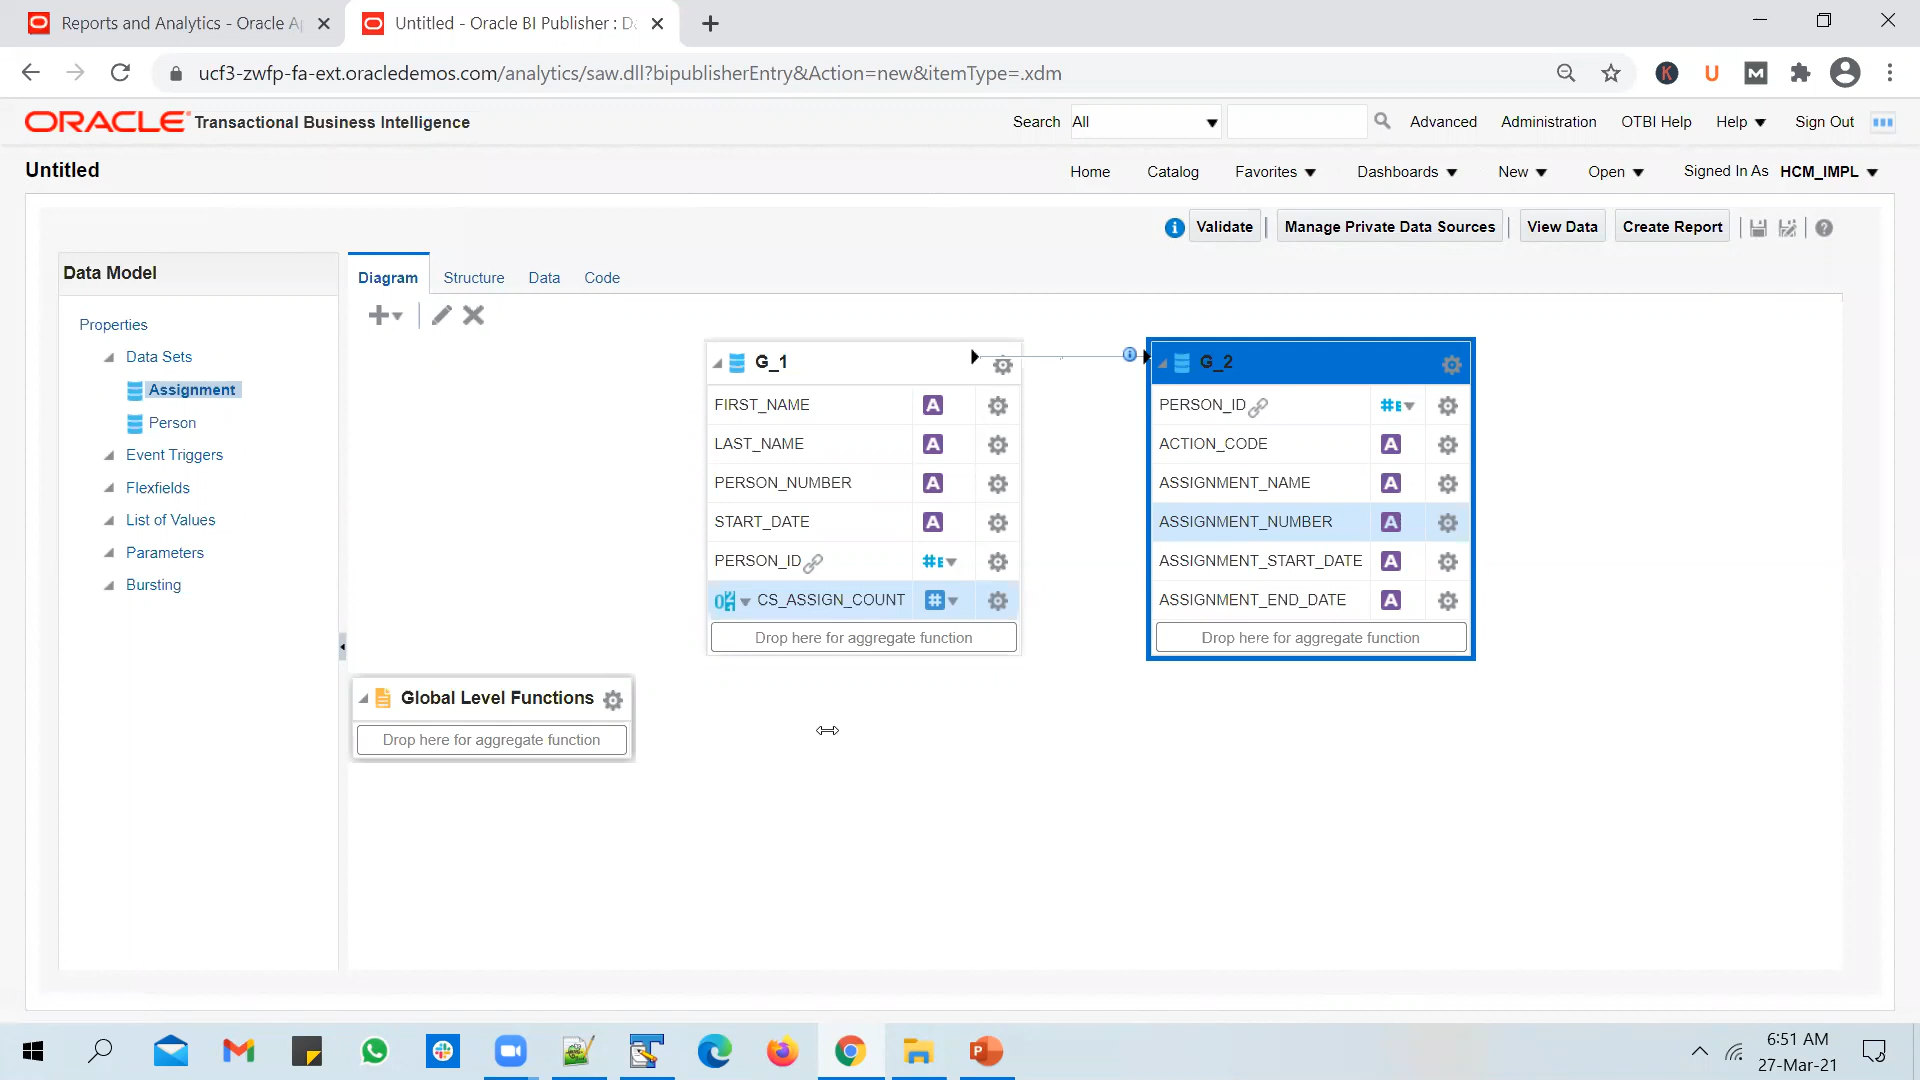 Reports and Analytics - Oracle A
Untitled - Oracle BI Publisher : D
ucf3-zwfp-fa-ext.oracledemos.com/analytics/saw.dll?bipublisherEntry&Action=new&itemType=.xdm
ORACLE Transactional Business Intelligence
Search All Advanced Administration OTBI Help Help Sign Out
Untitled
Home Catalog Favorites Dashboards New Open Signed In As HCM_IMPL
Validate Manage Private Data Sources View Data Create Report
Data Model
Diagram Structure Data Code
Properties
Data Sets
Assignment
Person
Event Triggers
Flexfields
List of Values
Parameters
Bursting
G_1
FIRST_NAME A
LAST_NAME A
PERSON_NUMBER A
START_DATE A
PERSON_ID #E
CS_ASSIGN_COUNT #
Drop here for aggregate function
G_2
PERSON_ID #E
ACTION_CODE A
ASSIGNMENT_NAME A
ASSIGNMENT_NUMBER A
ASSIGNMENT_START_DATE A
ASSIGNMENT_END_DATE A
Drop here for aggregate function
Global Level Functions
Drop here for aggregate function
6:51 AM
27-Mar-21